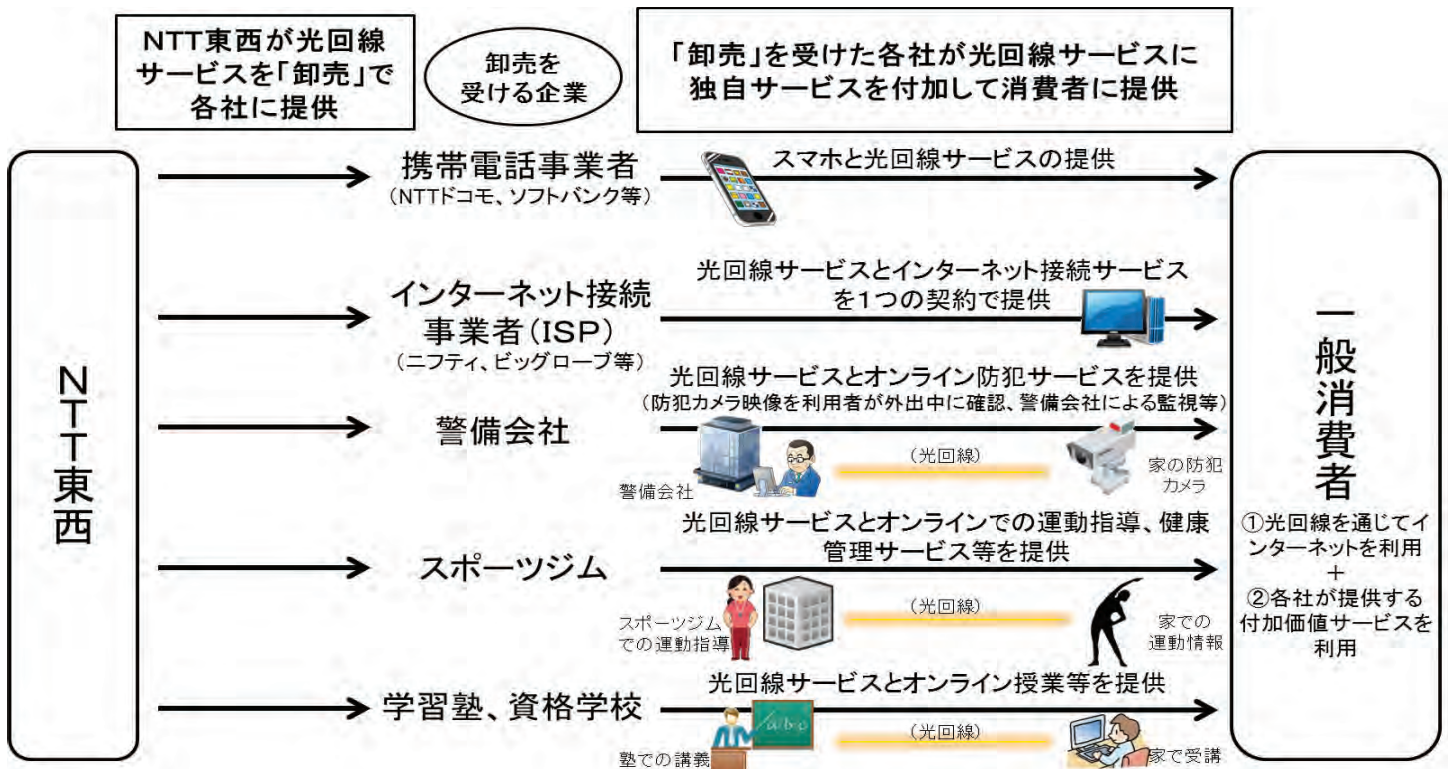 NTT東西が光回線
サービスを「卸売」で
各社に提供
卸売を
受ける企業
「卸売」を受けた各社が光回線サービスに
独自サービスを付加して消費者に提供
NTT東西
携帯電話事業者
（NTTドコモ、ソフトバンク等）
スマホと光回線サービスの提供
インターネット接続
事業者（ISP）
（ニフティ、ビッグローブ等）
光回線サービスとインターネット接続サービス
を１つの契約で提供
警備会社
光回線サービスとオンライン防犯サービスを提供
（防犯カメラ映像を利用者が外出中に確認、警備会社による監視等）
（光回線）
警備会社
家の防犯
カメラ
スポーツジム
光回線サービスとオンラインでの運動指導、健康
管理サービス等を提供
（光回線）
スポーツジム
での運動指導
家での
運動情報
学習塾、資格学校
光回線サービスとオンライン授業等を提供
（光回線）
塾での講義
家で受講
一般消費者
①光回線を通じてイ
ンターネットを利用
＋
②各社が提供する
付加価値サービスを
利用